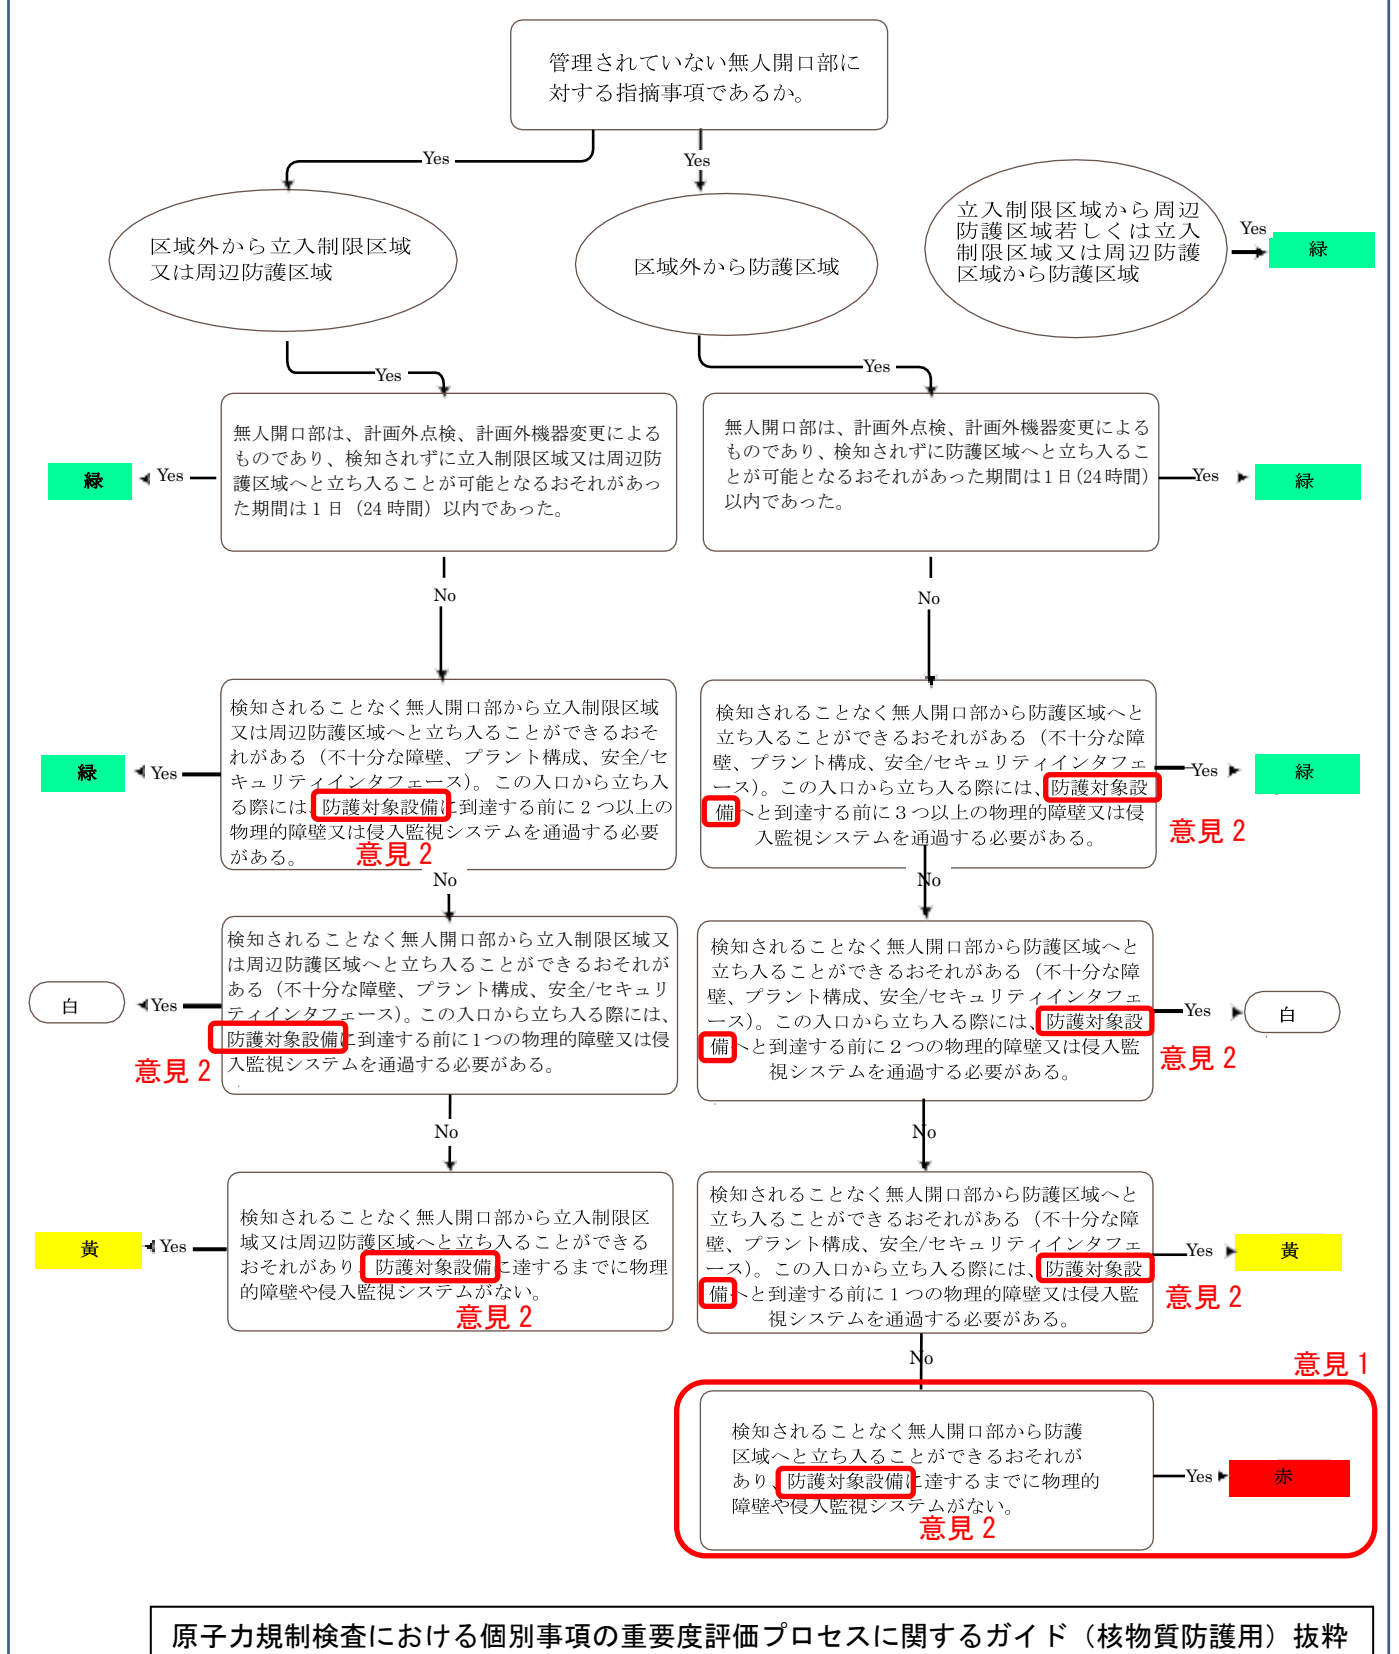 管理されていない無人開口部に
対する指摘事項であるか。
Yes
Yes
区域外から立入制限区域
又は周辺防護区域
区域外から防護区域
立入制限区域から周辺
防護区域若しくは立入
制限区域又は周辺防護
区域から防護区域
Yes
緑
Yes
Yes
無人開口部は、計画外点検、計画外機器変更による
ものであり、検知されずに立入制限区域又は周辺防
護区域へと立ち入ることが可能となるおそれがあっ
た期間は1日（24時間）以内であった。
Yes
緑
無人開口部は、計画外点検、計画外機器変更による
ものであり、検知されずに防護区域へと立ち入るこ
とが可能となるおそれがあった期間は1日(24時間)
以内であった。
Yes
緑
No
No
検知されることなく無人開口部から立入制限区域
又は周辺防護区域へと立ち入ることができるおそ
れがある（不十分な障壁、プラント構成、安全/セ
キュリティインタフェース）。この入口から立ち入
る際には、防護対象設備に到達する前に2つ以上の
物理的障壁又は侵入監視システムを通過する必要
がある。
意見2
Yes
緑
検知されることなく無人開口部から防護区域へと
立ち入ることができるおそれがある（不十分な障
壁、プラント構成、安全/セキュリティインタフェ
ース）。この入口から立ち入る際には、防護対象設
備へと到達する前に3つ以上の物理的障壁又は侵
入監視システムを通過する必要がある。
Yes
緑
意見2
No
No
検知されることなく無人開口部から立入制限区域又
は周辺防護区域へと立ち入ることができるおそれが
ある（不十分な障壁、プラント構成、安全/セキュリ
ティインタフェース）。この入口から立ち入る際には、
防護対象設備に到達する前に1つの物理的障壁又は侵
入監視システムを通過する必要がある。
Yes
白
意見2
検知されることなく無人開口部から防護区域へと
立ち入ることができるおそれがある（不十分な障
壁、プラント構成、安全/セキュリティインタフェ
ース）。この入口から立ち入る際には、防護対象設
備へと到達する前に2つの物理的障壁又は侵入監
視システムを通過する必要がある。
Yes
白
意見2
No
No
検知されることなく無人開口部から立入制限区
域又は周辺防護区域へと立ち入ることができる
おそれがあり、防護対象設備に達するまでに物理
的障壁や侵入監視システムがない。
意見2
Yes
黄
検知されることなく無人開口部から防護区域へと
立ち入ることができるおそれがある（不十分な障
壁、プラント構成、安全/セキュリティインタフェ
ース）。この入口から立ち入る際には、防護対象設
備へと到達する前に1つの物理的障壁又は侵入監
視システムを通過する必要がある。
Yes
黄
意見2
No
意見1
検知されることなく無人開口部から防護
区域へと立ち入ることができるおそれが
あり、防護対象設備に達するまでに物理的
障壁や侵入監視システムがない。
意見2
Yes
赤
原子力規制検査における個別事項の重要度評価プロセスに関するガイド（核物質防護用）抜粋